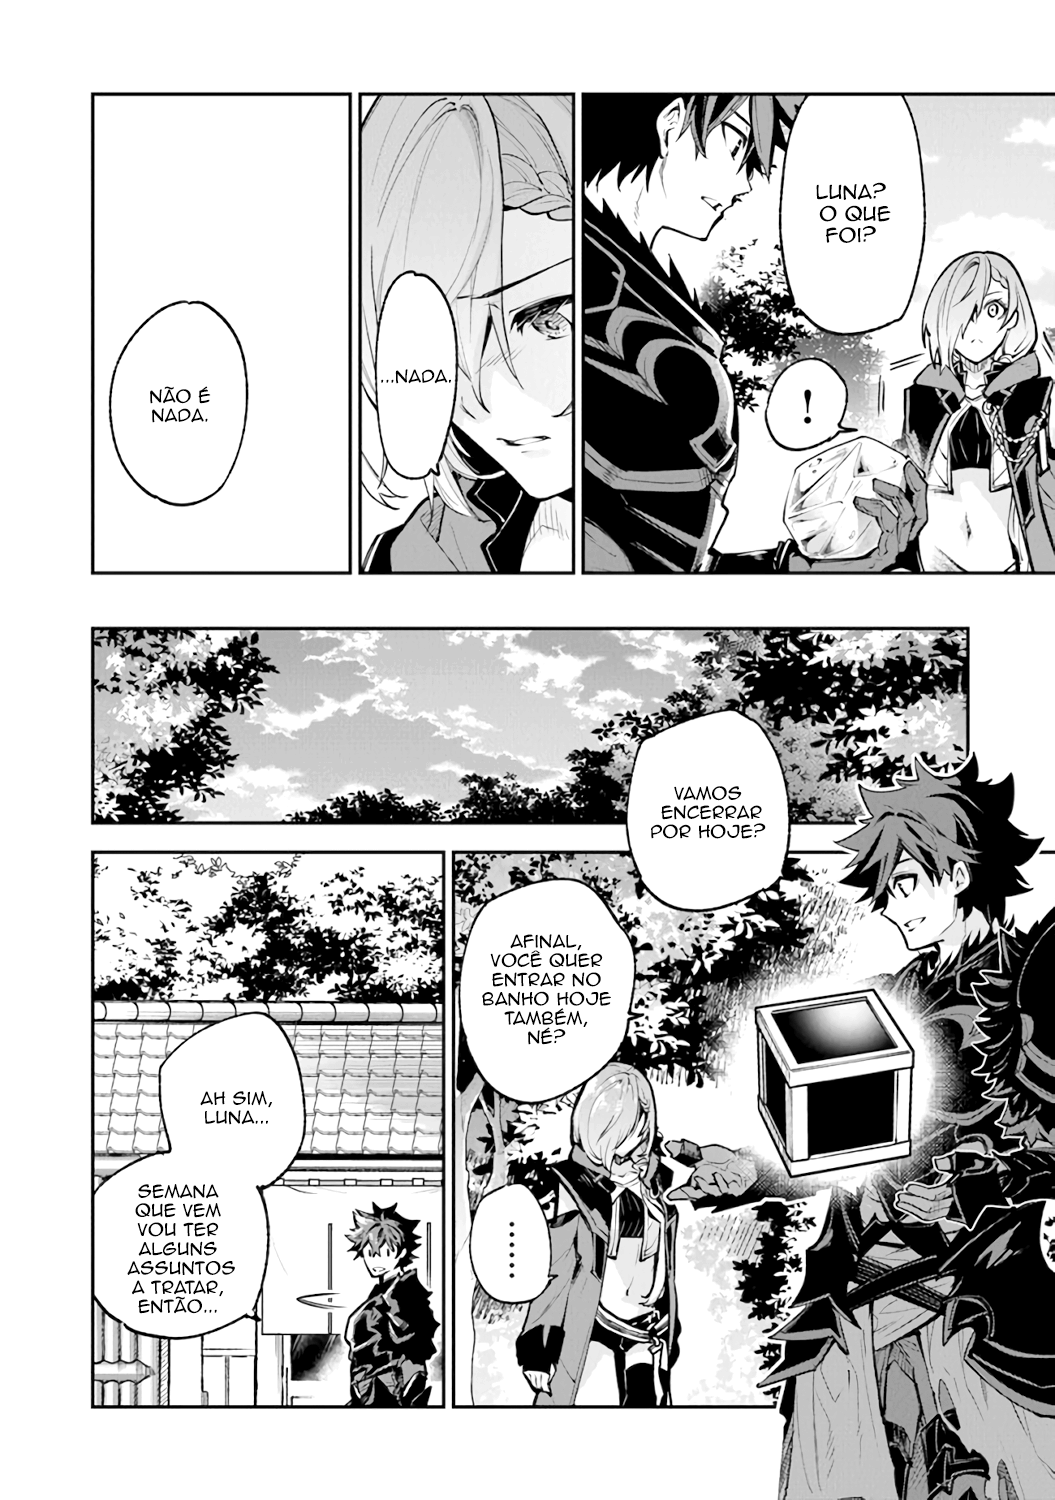 LUNA?
O QUE
FOI?
!
...NADA.
NÃO É
NADA.
VAMOS
ENCERRAR
POR HOJE?
AFINAL,
VOCÊ QUER
ENTRAR NO
BANHO HOJE
TAMBÉM,
NÉ?
......
AH SIM,
LUNA...
SEMANA
QUE VEM
VOU TER
ALGUNS
ASSUNTOS
A TRATAR,
ENTÃO...